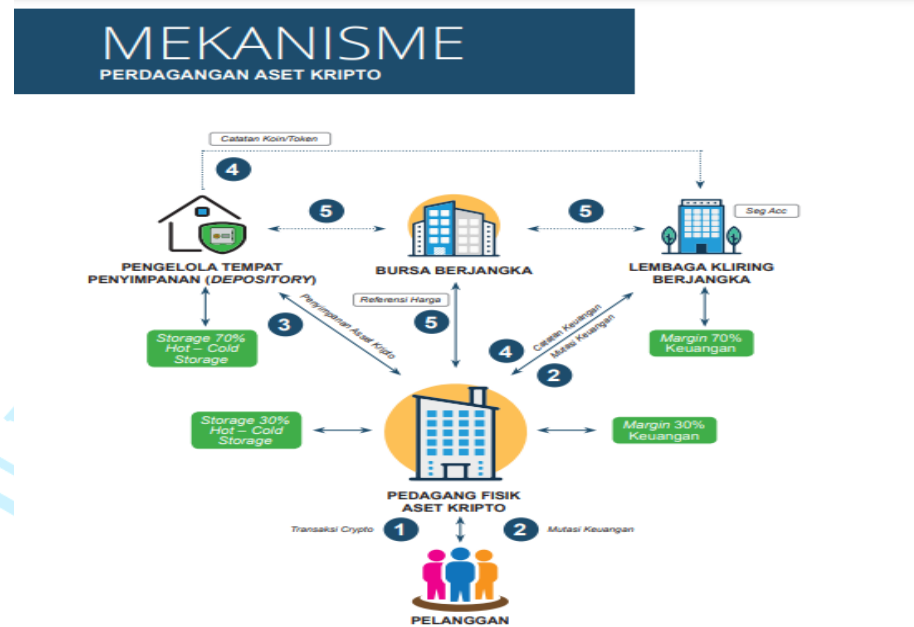 MEKANISME
PERDAGANGAN ASET KRIPTO
Catatan Koin/Token
4
5
5
Seg Acc
PENGELOLA TEMPAT
PENYIMPANAN (DEPOSITORY)
BURSA BERJANGKA
LEMBAGA KLIRING
BERJANGKA
Referensi Harga
Penyimpanan Aset Kripto
3
5
Catatan Keuangan
Mutasi Keuangan
4
2
Storage 70%
Hot – Cold
Storage
Margin 70%
Keuangan
Storage 30%
Hot – Cold
Storage
Margin 30%
Keuangan
PEDAGANG FISIK
ASET KRIPTO
Transaksi Crypto
1
2
Mutasi Keuangan
PELANGGAN